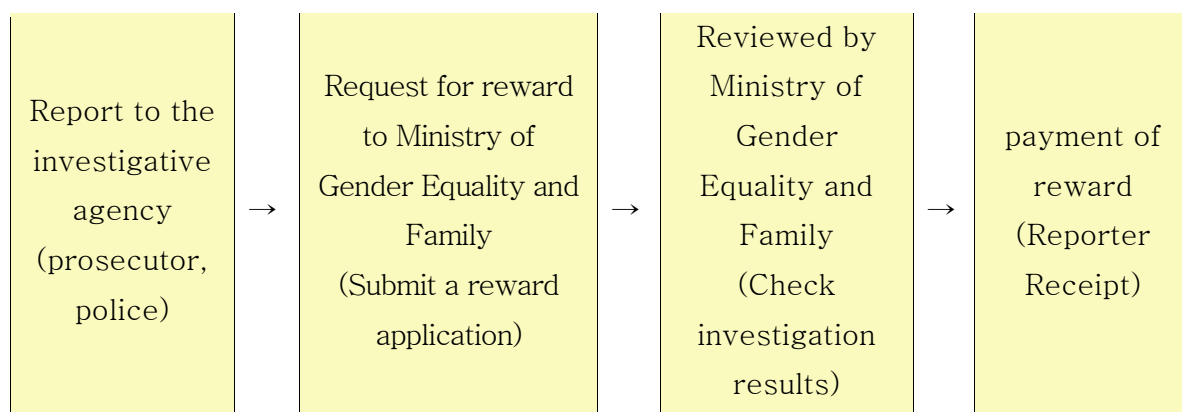 Report to the
investigative
agency
(prosecutor,
police)
→
Request for reward
to Ministry of
Gender Equality and
Family
(Submit a reward
application)
→
Reviewed by
Ministry of
Gender
Equality and
Family
(Check
investigation
results)
→
payment of
reward
(Reporter
Receipt)